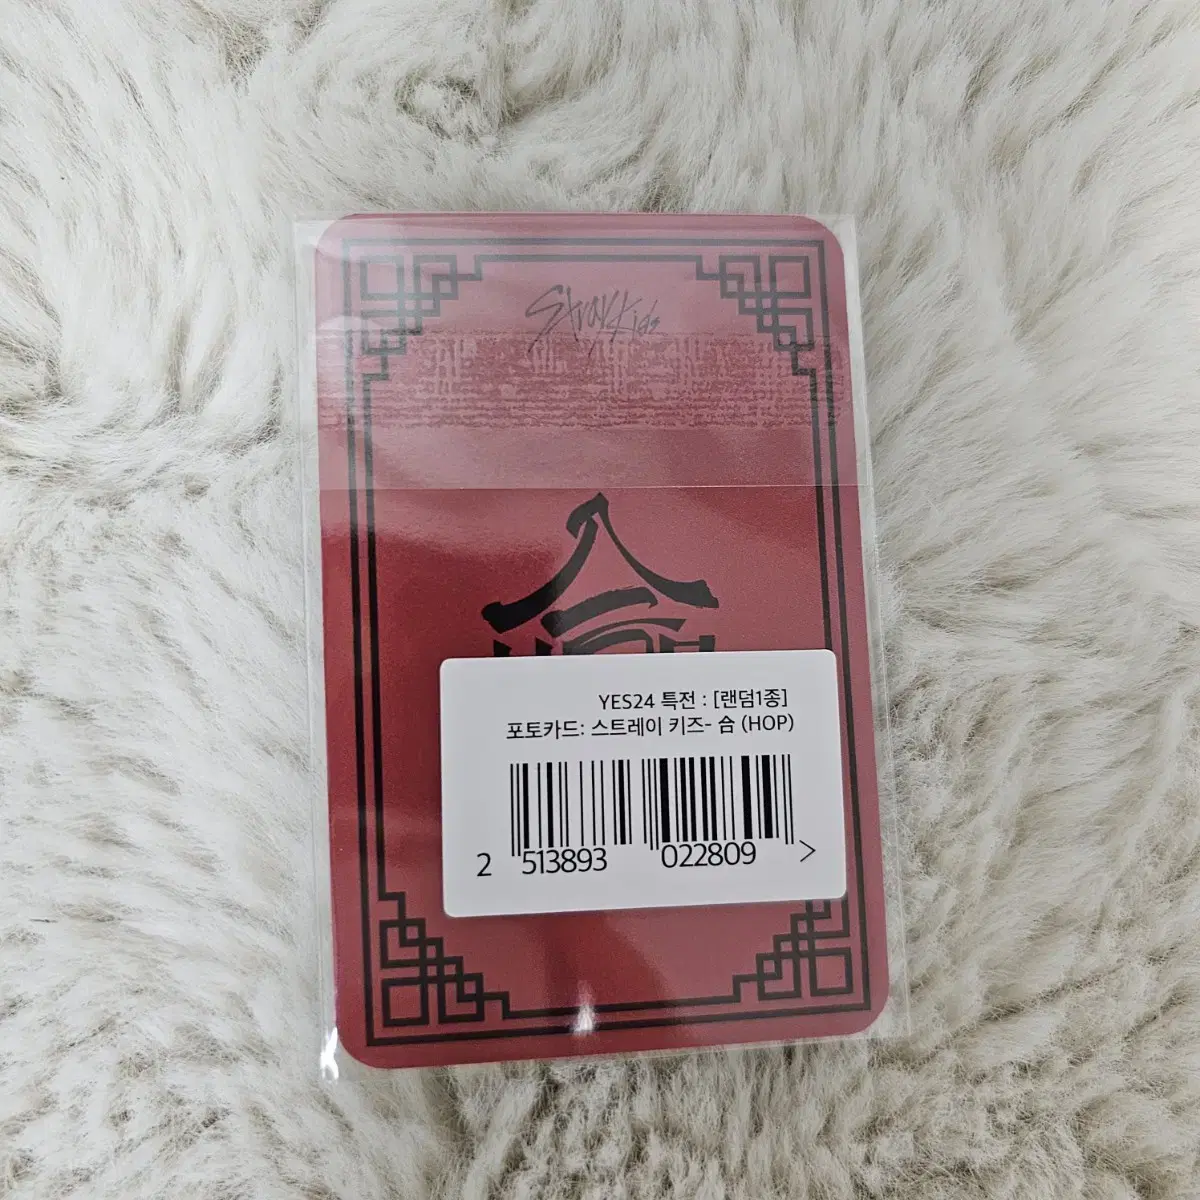 Stray Kids
YES24 특전 : [랜덤1종]
포토카드: 스트레이 키즈- 合 (HOP)
2 513893 022809 >